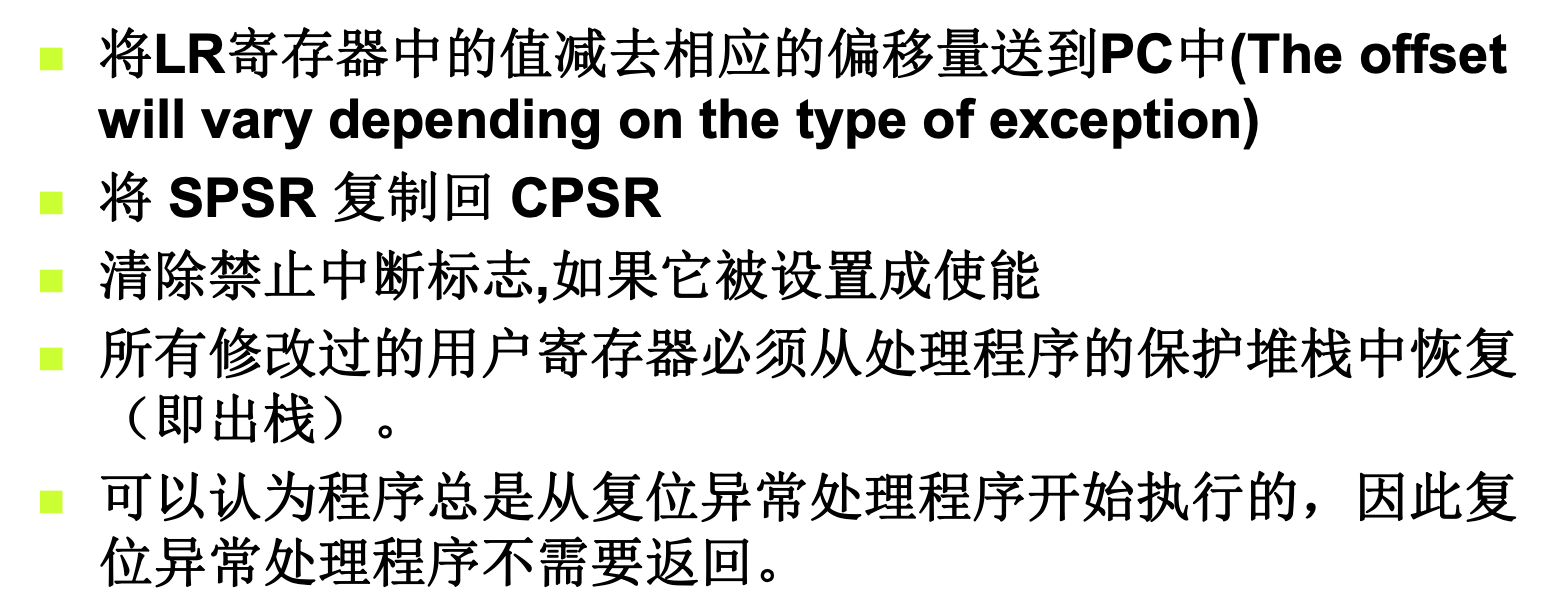 将LR寄存器中的值减去相应的偏移量送到PC中(The offset
will vary depending on the type of exception)
将 SPSR 复制回 CPSR
清除禁止中断标志,如果它被设置成使能
所有修改过的用户寄存器必须从处理程序的保护堆栈中恢复
（即出栈）。
可以认为程序总是从复位异常处理程序开始执行的，因此复
位异常处理程序不需要返回。